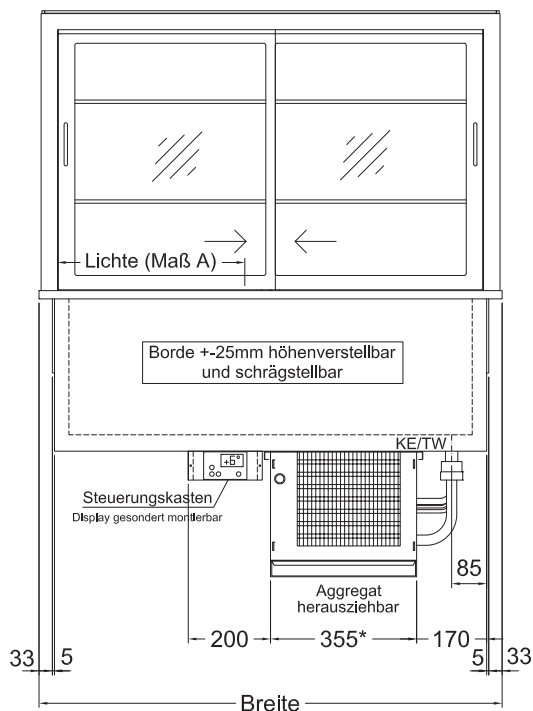 Lichte (Maß A)
Borde +-25mm höhenverstellbar
und schrägstellbar
KE/TW
+6°
Steuerungskasten
Display gesondert montierbar
85
Aggregat
herausziehbar
200 355* 170
33 5 5 33
Breite